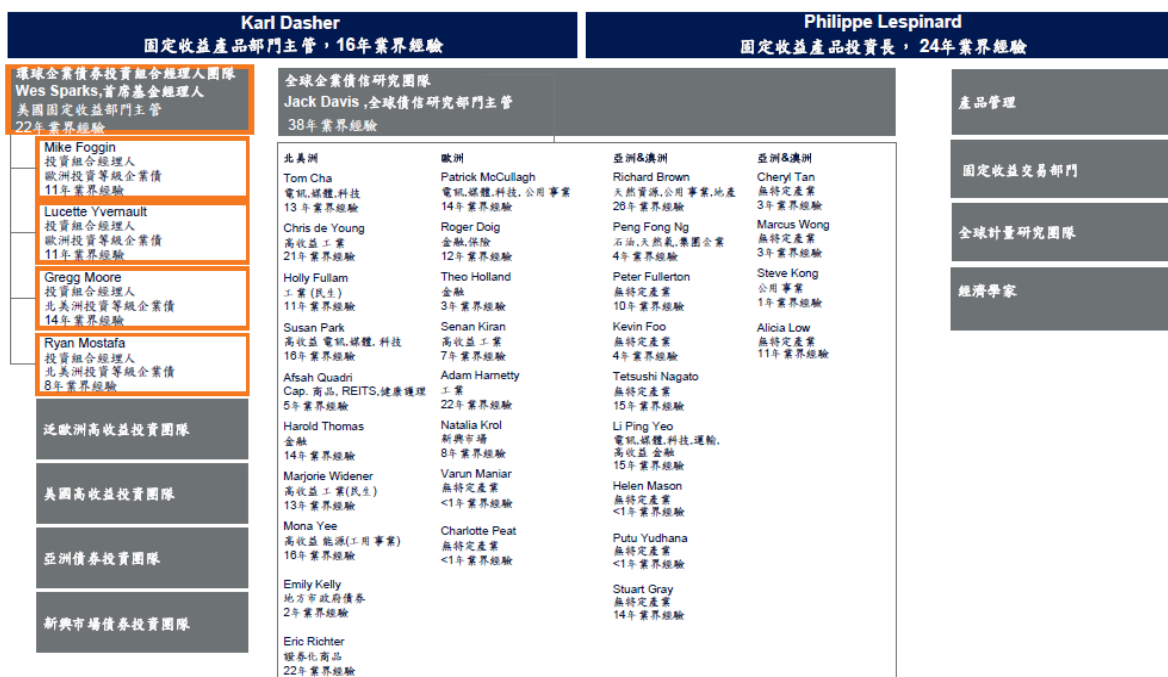 Karl Dasher
固定收益產品部門主管，16年業界經驗
Philippe Lespinard
固定收益產品投資長， 24年業界經驗
環球企業債券投資組合經理人團隊
Wes Sparks,首席基金經理人
美國固定收益部門主管
22年業界經驗
Mike Foggin
投資組合經理人
歐洲投資等級企業債
11年業界經驗
Lucette Yvernault
投資組合經理人
歐洲投資等級企業債
11年業界經驗
Gregg Moore
投資組合經理人
北美洲投資等級企業債
14年業界經驗
Ryan Mostafa
投資組合經理人
北美洲投資等級企業債
8年業界經驗
泛歐洲高收益投資團隊
美國高收益投資團隊
亞洲債券投資團隊
新興市場債券投資團隊
全球企業債信研究團隊
Jack Davis ,全球債信研究部門主管
38年業界經驗
北美洲
Tom Cha
電訊,媒體,科技
13 年業界經驗
Chris de Young
高收益 工業
21年業界經驗
Holly Fullam
工業 (民生)
11年業界經驗
Susan Park
高收益 電訊,媒體, 科技
16年業界經驗
Afsah Quadri
Cap. 商品, REITS,健康護理
5年業界經驗
Harold Thomas
金融
14年業界經驗
Marjorie Widener
高收益 工業(民生)
13年業界經驗
Mona Yee
高收益 能源(工用事業)
16年業界經驗
Emily Kelly
地方市政府債券
2年業界經驗
Eric Richter
證券化商品
22年業界經驗
歐洲
Patrick McCullagh
電訊,媒體,科技, 公用事業
14年業界經驗
Roger Doig
金融,保險
12年業界經驗
Theo Holland
金融
3年業界經驗
Senan Kiran
高收益工業
7年業界經驗
Adam Harnetty
工業
22年業界經驗
Natalia Krol
新興市場
8年業界經驗
Varun Maniar
無特定產業
<1年業界經驗
Charlotte Peat
無特定產業
<1年業界經驗
亞洲&澳洲
Richard Brown
天然資源,公用事業,地產
26年業界經驗
Peng Fong Ng
石油,天然氣,集團企業
4年業界經驗
Peter Fullerton
無特定產業
10年業界經驗
Kevin Foo
無特定產業
4年業界經驗
Tetsushi Nagato
無特定產業
15年業界經驗
Li Ping Yeo
電訊,媒體,科技,運輸,
高收益 金融
15年業界經驗
Helen Mason
無特定產業
<1年業界經驗
Putu Yudhana
無特定產業
<1年業界經驗
Stuart Gray
無特定產業
14年業界經驗
亞洲&澳洲
Cheryl Tan
無特定產業
3年業界經驗
Marcus Wong
無特定產業
3年業界經驗
Steve Kong
公用事業
1年業界經驗
Alicia Low
無特定產業
11年業界經驗
產品管理
固定收益交易部門
全球計量研究團隊
經濟學家